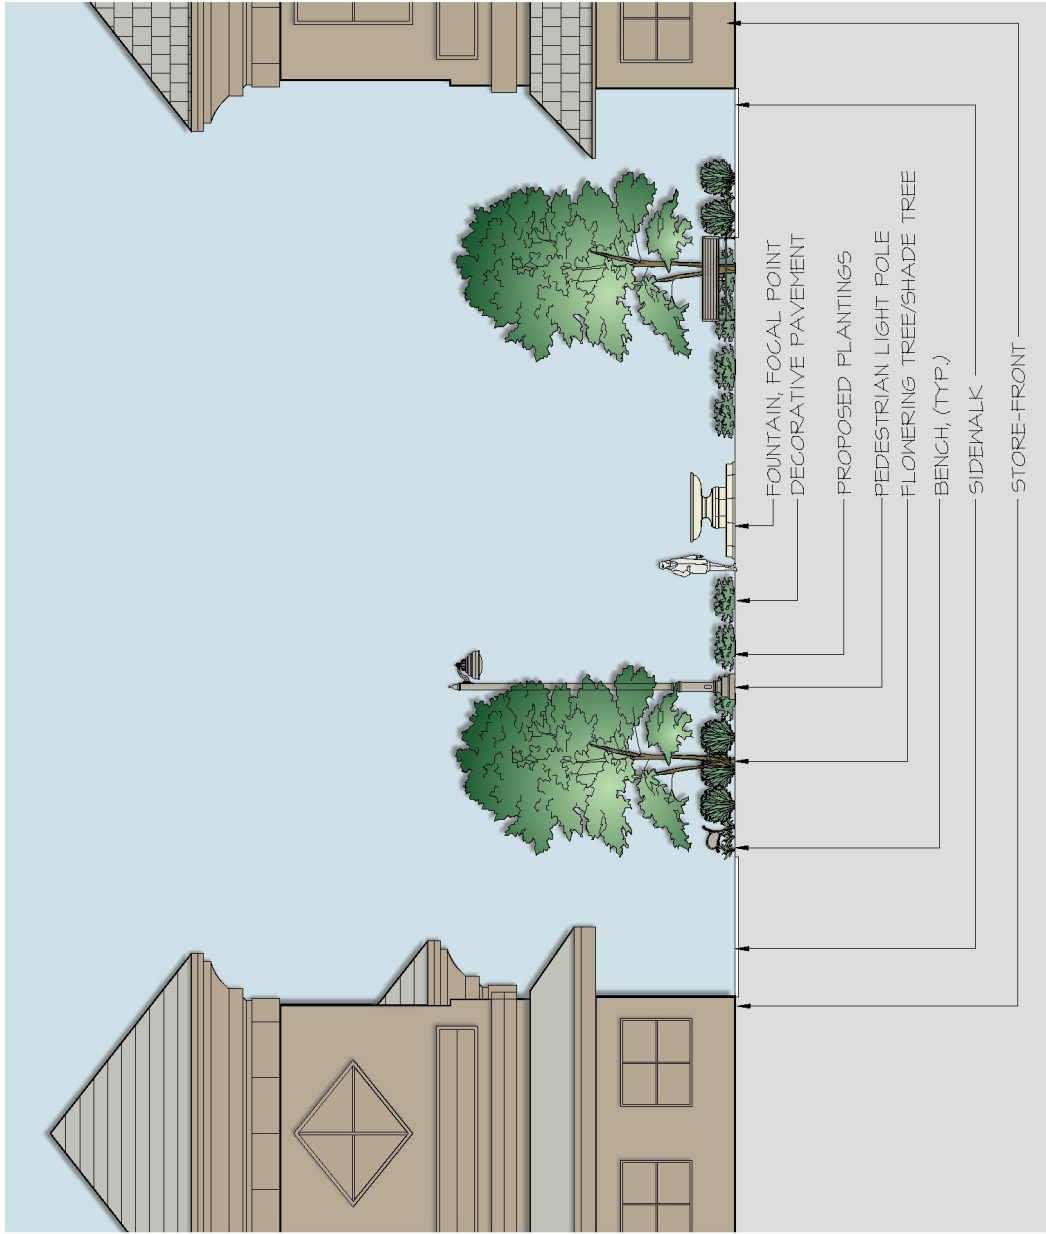 FOUNTAIN, FOCAL POINT
DECORATIVE PAVEMENT
PROPOSED PLANTINGS
PEDESTRIAN LIGHT POLE
FLOWERING TREE/SHADE TREE
BENCH, (TYP.)
SIDEWALK
STORE-FRONT